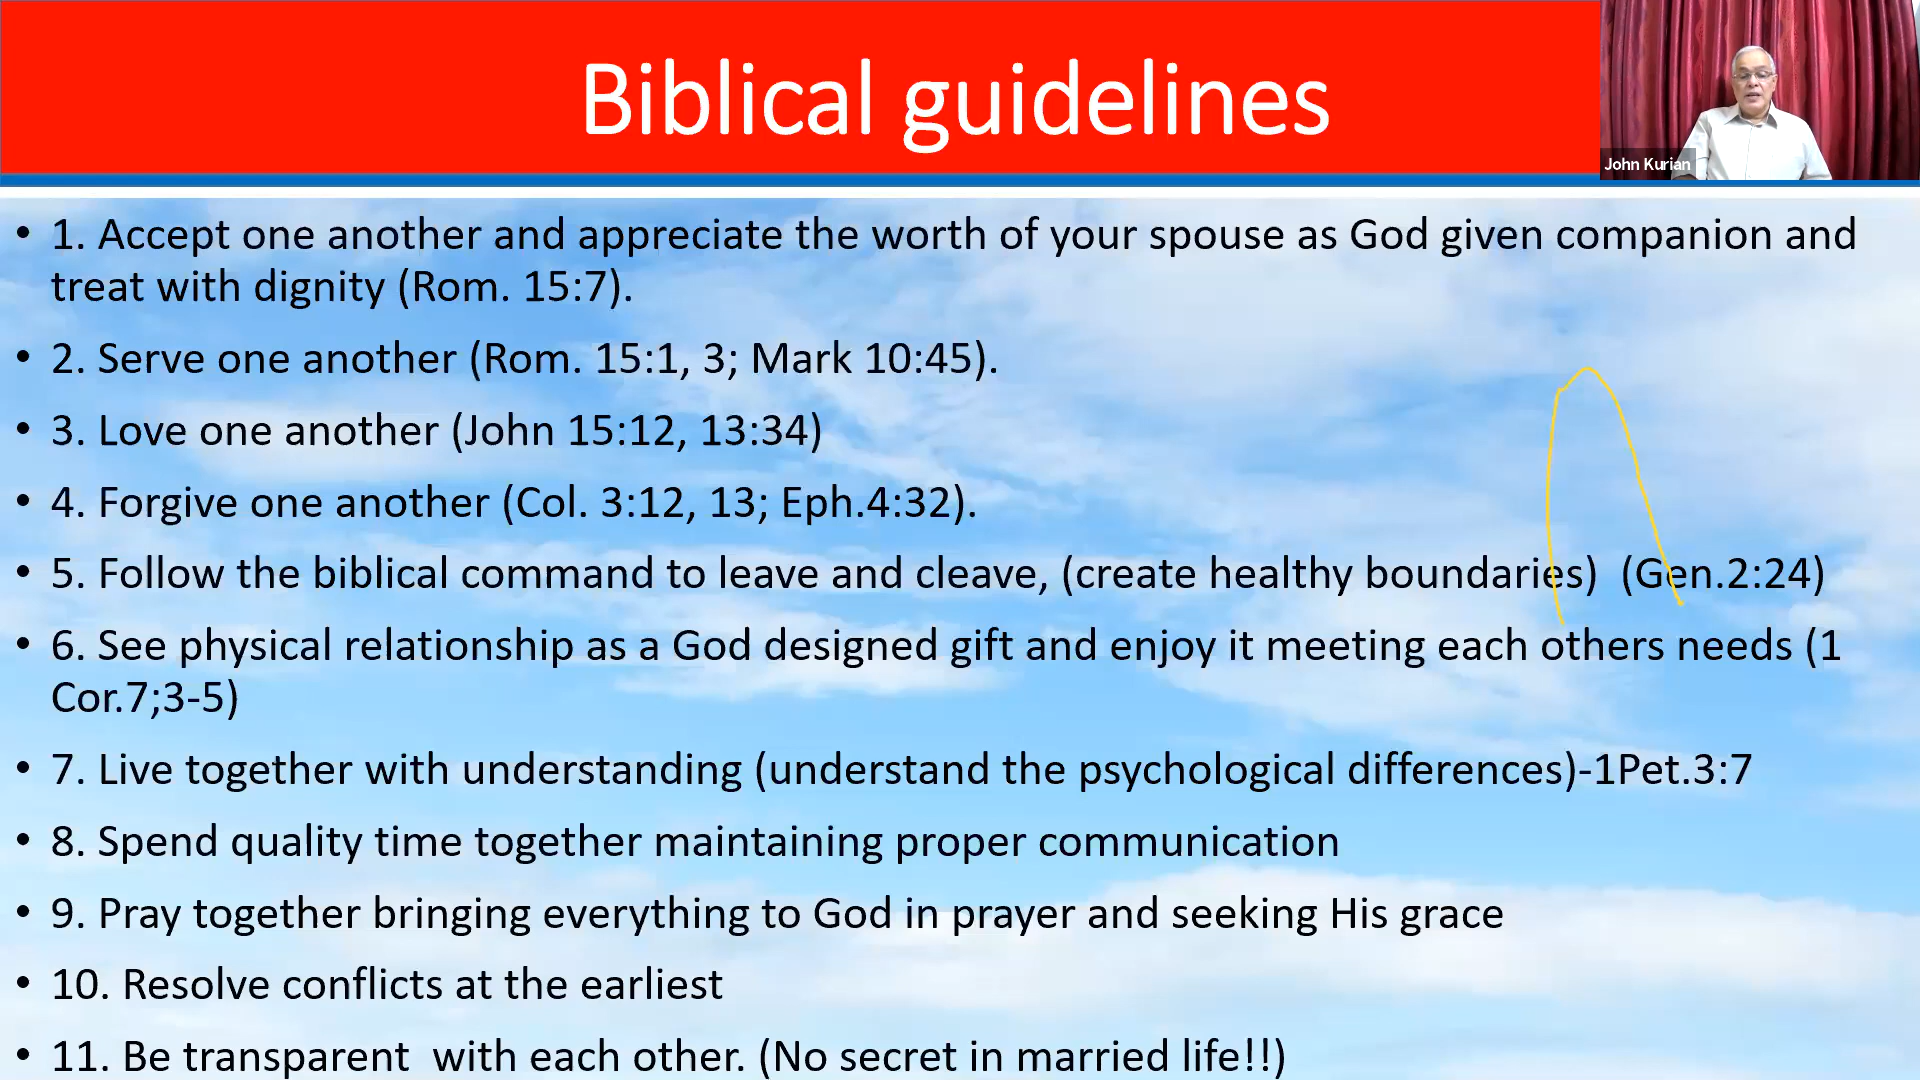 Biblical guidelines
John Kurian
• 1. Accept one another and appreciate the worth of your spouse as God given companion and
treat with dignity (Rom. 15:7).
• 2. Serve one another (Rom. 15:1, 3; Mark 10:45).
• 3. Love one another (John 15:12, 13:34)
• 4. Forgive one another (Col. 3:12, 13; Eph.4:32).
• 5. Follow the biblical command to leave and cleave, (create healthy boundaries)  (Gen.2:24)
• 6. See physical relationship as a God designed gift and enjoy it meeting each others needs (1
Cor.7;3-5)
• 7. Live together with understanding (understand the psychological differences)-1Pet.3:7
• 8. Spend quality time together maintaining proper communication
• 9. Pray together bringing everything to God in prayer and seeking His grace
• 10. Resolve conflicts at the earliest
• 11. Be transparent  with each other. (No secret in married life!!)